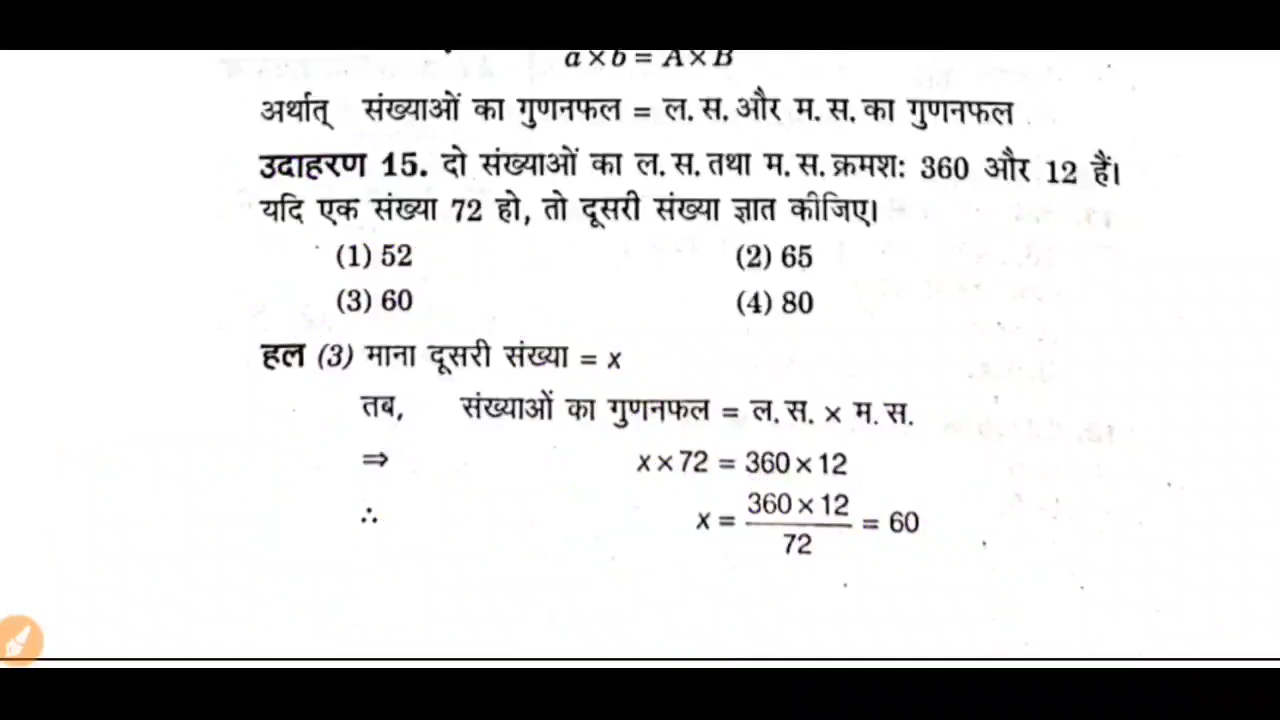 a × b = A × B
अर्थात् संख्याओं का गुणनफल = ल. स. और म. स. का गुणनफल
उदाहरण 15. दो संख्याओं का ल. स. तथा म. स. क्रमशः 360 और 12 हैं।
यदि एक संख्या 72 हो, तो दूसरी संख्या ज्ञात कीजिए।
(1) 52 (2) 65
(3) 60 (4) 80
हल (3) माना दूसरी संख्या = x
तब, संख्याओं का गुणनफल = ल. स. × म. स.
⇒ x × 72 = 360 × 12
∴ x = 360 × 12 / 72 = 60